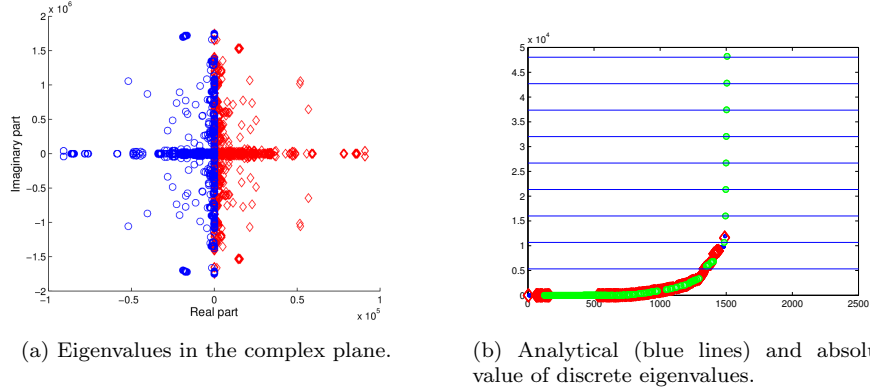 x 10^6
2
1.5
1
0.5
0
−0.5
−1
−1.5
−2
Imaginary part
−1 −0.5 0 0.5 1
Real part
x 10^5
(a) Eigenvalues in the complex plane.
x 10^4
5
4.5
4
3.5
3
2.5
2
1.5
1
0.5
0
0 500 1000 1500 2000 2500
(b) Analytical (blue lines) and absolu
value of discrete eigenvalues.